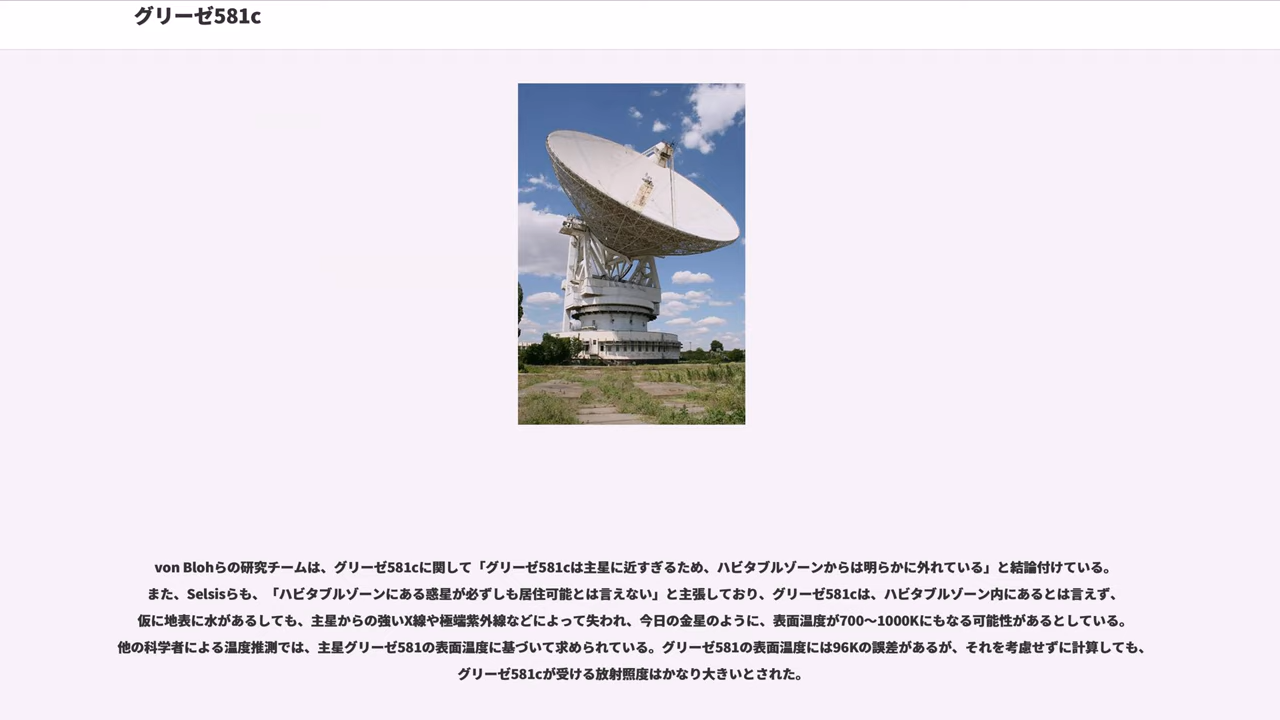 グリーゼ581c
von Blohらの研究チームは、グリーゼ581cに関して「グリーゼ581cは主星に近すぎるため、ハビタブルゾーンからは明らかに外れている」と結論付けている。
また、Selsisらも、「ハビタブルゾーンにある惑星が必ずしも居住可能とは言えない」と主張しており、グリーゼ581cは、ハビタブルゾーン内にあるとは言えず、
仮に地表に水があるしても、主星からの強いX線や極端紫外線などによって失われ、今日の金星のように、表面温度が700〜1000Kにもなる可能性があるとしている。
他の科学者による温度推測では、主星グリーゼ581の表面温度に基づいて求められている。グリーゼ581の表面温度には96Kの誤差があるが、それを考慮せずに計算しても、
グリーゼ581cが受ける放射照度はかなり大きいとされた。